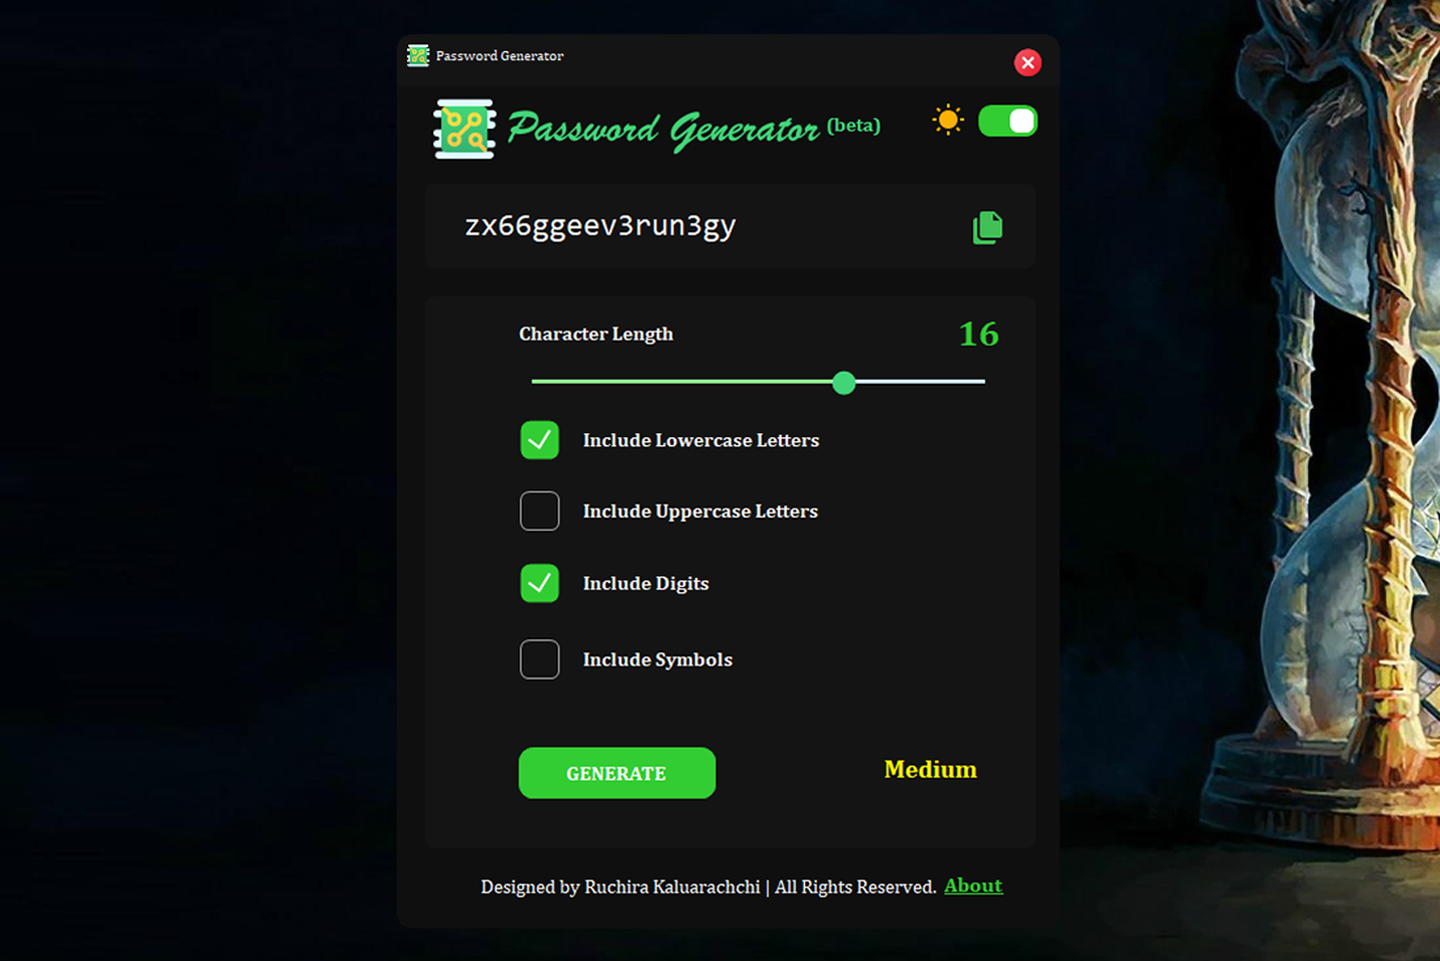 Password Generator
Password Generator (beta)
zx66ggeev3run3gy
Character Length 16
Include Lowercase Letters
Include Uppercase Letters
Include Digits
Include Symbols
GENERATE Medium
Designed by Ruchira Kaluarachchi | All Rights Reserved. About